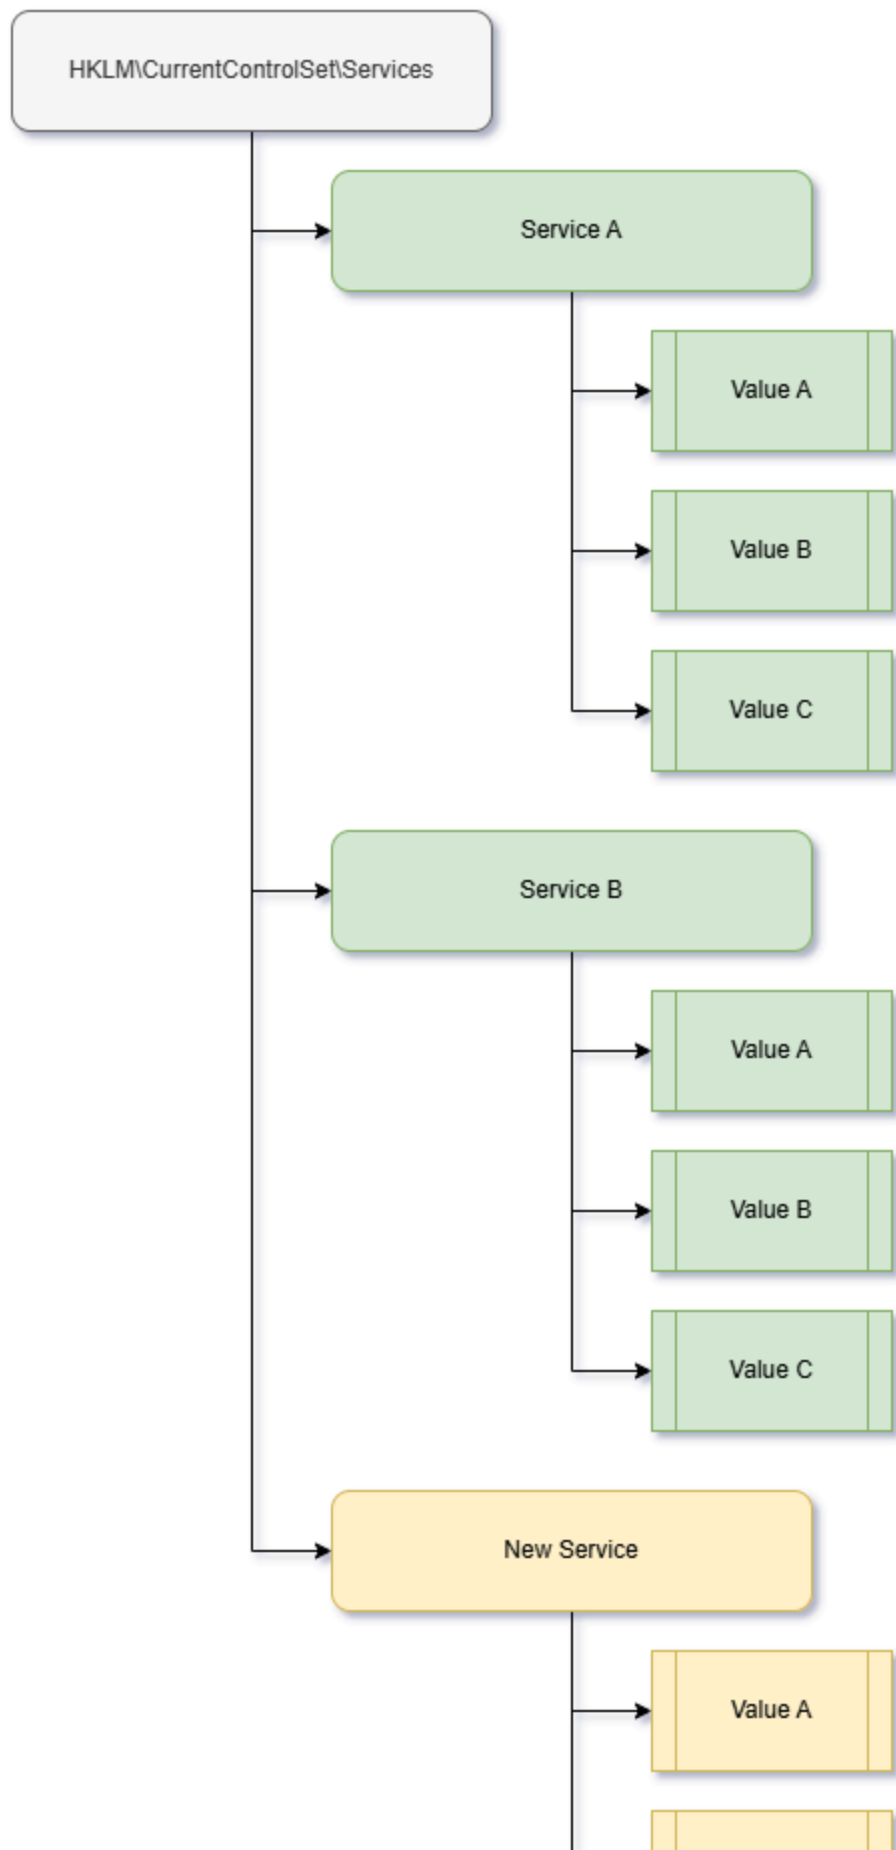 HKLM\CurrentControlSet\Services
Service A
Value A
Value B
Value C
Service B
Value A
Value B
Value C
New Service
Value A